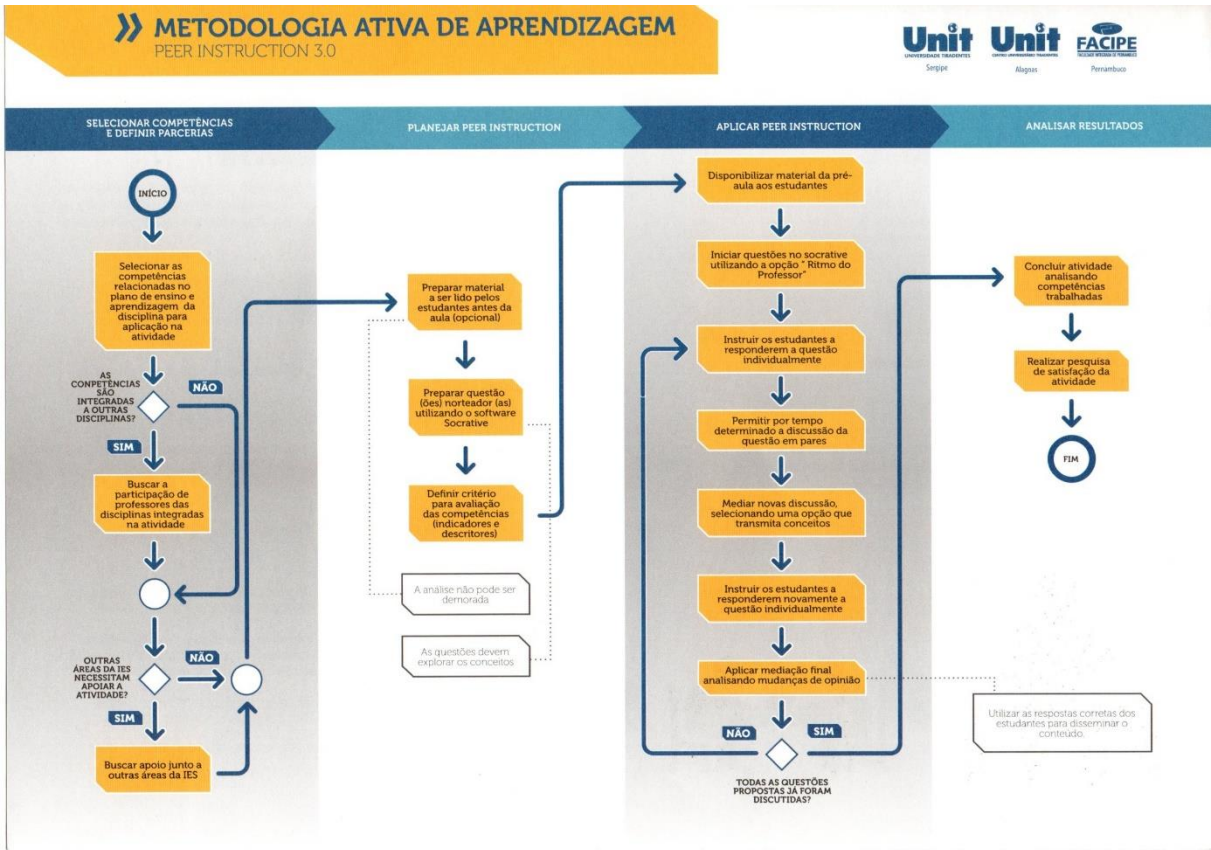 METODOLOGIA ATIVA DE APRENDIZAGEM
PEER INSTRUCTION 3.0
Unit
UNIVERSIDADE TIRADENTES
Sergipe
Unit
CENTRO UNIVERSITÁRIO TIRADENTES
Alagoas
FACIPE
FACULDADE INTEGRADA DE PERNAMBUCO
Pernambuco
SELECIONAR COMPETÊNCIAS
E DEFINIR PARCERIAS
PLANEJAR PEER INSTRUCTION
APLICAR PEER INSTRUCTION
ANALISAR RESULTADOS
INÍCIO
Selecionar as
competências
relacionadas no
plano de ensino e
aprendizagem da
disciplina para
aplicação na
atividade
AS
COMPETÊNCIAS
SÃO
INTEGRADAS
A OUTRAS
DISCIPLINAS?
NÃO
SIM
Buscar a
participação de
professores das
disciplinas integradas
na atividade
OUTRAS
ÁREAS DA IES
NECESSITAM
APOIAR A
ATIVIDADE?
NÃO
SIM
Buscar apoio junto a
outras áreas da IES
Preparar material
a ser lido pelos
estudantes antes da
aula (opcional)
Preparar questão
(ões) norteador (as)
utilizando o software
Socrative
Definir critério
para avaliação
das competências
(indicadores e
descritores)
A análise não pode ser
demorada
As questões devem
explorar os conceitos
Disponibilizar material da pré-
aula aos estudantes
Iniciar questões no socrative
utilizando a opção " Ritmo do
Professor"
Instruir os estudantes a
responderem a questão
individualmente
Permitir por tempo
determinado a discussão da
questão em pares
Mediar novas discussão,
selecionando uma opção que
transmita conceitos
Instruir os estudantes a
responderem novamente a
questão individualmente
Aplicar mediação final
analisando mudanças de opinião
NÃO
SIM
TODAS AS QUESTÕES
PROPOSTAS JÁ FORAM
DISCUTIDAS?
Concluir atividade
analisando
competências
trabalhadas
Realizar pesquisa
de satisfação da
atividade
FIM
Utilizar as respostas corretas dos
estudantes para disseminar o
conteúdo.